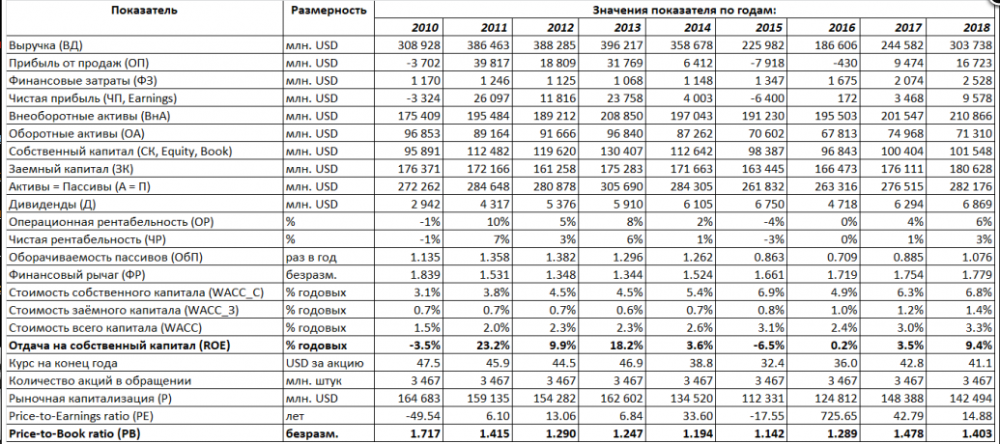 Показатель Размерность Значения показателя по годам:
2010 2011 2012 2013 2014 2015 2016 2017 2018
Выручка (ВД) млн. USD 308 928 386 463 388 285 396 217 358 678 225 982 186 606 244 582 303 738
Прибыль от продаж (ОП) млн. USD -3 702 39 817 18 809 31 769 6 412 -7 918 -430 9 474 16 723
Финансовые затраты (ФЗ) млн. USD 1 170 1 246 1 125 1 068 1 148 1 347 1 675 2 074 2 528
Чистая прибыль (ЧП, Earnings) млн. USD -3 324 26 097 11 816 23 758 4 003 -6 400 172 3 468 9 578
Внеоборотные активы (ВнА) млн. USD 175 409 195 484 189 212 208 850 197 043 191 230 195 503 201 547 210 866
Оборотные активы (ОА) млн. USD 96 853 89 164 91 666 96 840 87 262 70 602 67 813 74 968 71 310
Собственный капитал (СК, Equity, Book) млн. USD 95 891 112 482 119 620 130 407 112 642 98 387 96 843 100 404 101 548
Заемный капитал (ЗК) млн. USD 176 371 172 166 161 258 175 283 171 663 163 445 166 473 176 111 180 628
Активы = Пассивы (А = П) млн. USD 272 262 284 648 280 878 305 690 284 305 261 832 263 316 276 515 282 176
Дивиденды (Д) млн. USD 2 942 4 317 5 376 5 910 6 105 6 750 4 718 6 294 6 869
Операционная рентабельность (ОР) % -1% 10% 5% 8% 2% -4% 0% 4% 6%
Чистая рентабельность (ЧР) % -1% 7% 3% 6% 1% -3% 0% 1% 3%
Оборачиваемость пассивов (ОбП) раз в год 1.135 1.358 1.382 1.296 1.262 0.863 0.709 0.885 1.076
Финансовый рычаг (ФР) безразм. 1.839 1.531 1.348 1.344 1.524 1.661 1.719 1.754 1.779
Стоимость собственного капитала (WACC_C) % годовых 3.1% 3.8% 4.5% 4.5% 5.4% 6.9% 4.9% 6.3% 6.8%
Стоимость заёмного капитала (WACC_З) % годовых 0.7% 0.7% 0.7% 0.6% 0.7% 0.8% 1.0% 1.2% 1.4%
Стоимость всего капитала (WACC) % годовых 1.5% 2.0% 2.3% 2.3% 2.6% 3.1% 2.4% 3.0% 3.3%
Отдача на собственный капитал (ROE) % годовых -3.5% 23.2% 9.9% 18.2% 3.6% -6.5% 0.2% 3.5% 9.4%
Курс на конец года USD за акцию 47.5 45.9 44.5 46.9 38.8 32.4 36.0 42.8 41.1
Количество акций в обращении млн. штук 3 467 3 467 3 467 3 467 3 467 3 467 3 467 3 467 3 467
Рыночная капитализация (P) млн. USD 164 683 159 135 154 282 162 602 134 520 112 331 124 812 148 388 142 494
Price-to-Earnings ratio (PE) лет -49.54 6.10 13.06 6.84 33.60 -17.55 725.65 42.79 14.88
Price-to-Book ratio (PB) безразм. 1.717 1.415 1.290 1.247 1.194 1.142 1.289 1.478 1.403